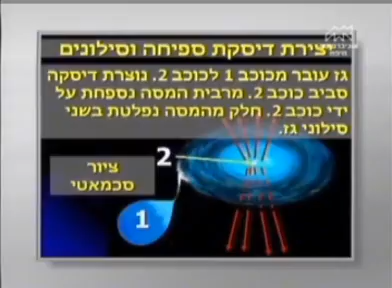 יצירת דיסקת ספיחה וסילונים
גז עובר מכוכב 1 לכוכב 2. נוצרת דיסקה
סביב כוכב 2. מרבית המסה נספחת על
ידי כוכב 2. חלק מהמסה נפלטת בשני
סילוני גז.
ציור
סכמאטי
2
1